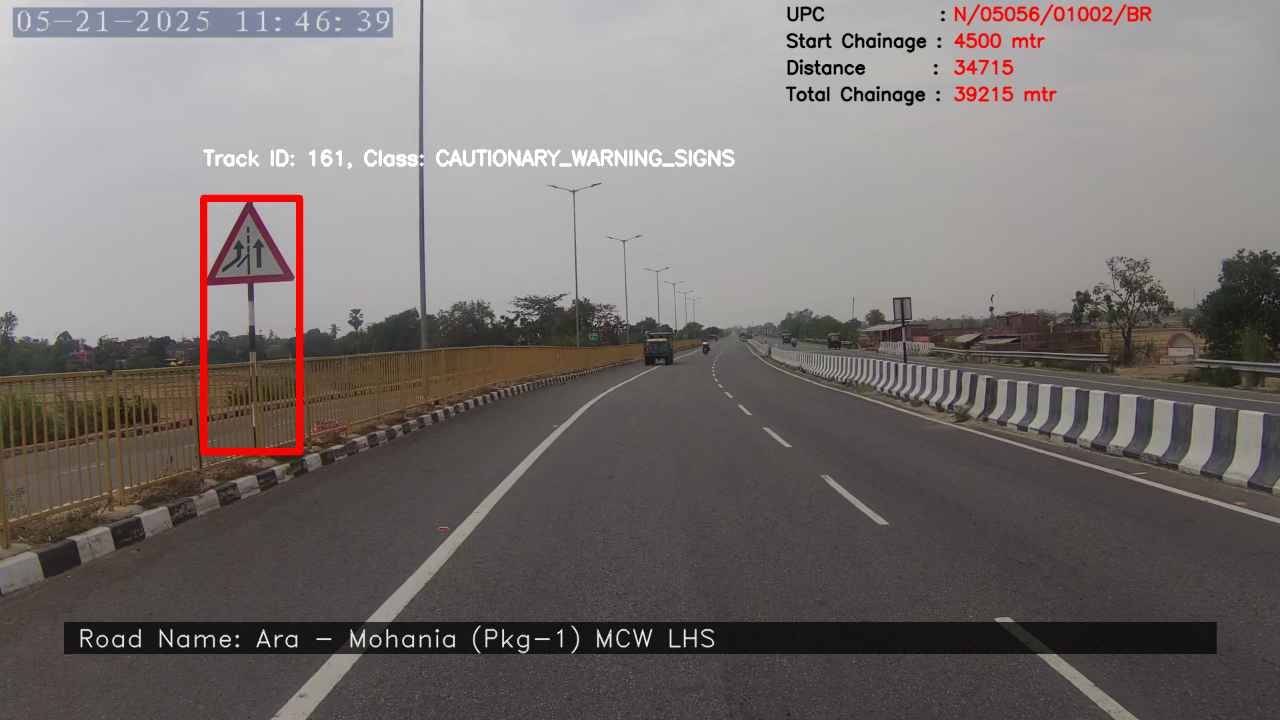 05-21-2025 11:46:39
UPC : N/05056/01002/BR
Start Chainage : 4500 mtr
Distance : 34715
Total Chainage : 39215 mtr
Track ID: 161, Class: CAUTIONARY_WARNING_SIGNS
Road Name: Ara - Mohania (Pkg-1) MCW LHS